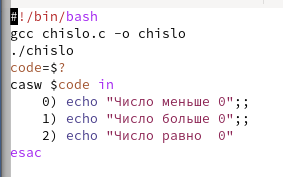 #!/bin/bash
gcc chislo.c -o chislo
./chislo
code=$?
casw $code in
    0) echo "Число меньше 0";;
    1) echo "Число больше 0";;
    2) echo "Число равно  0"
esac